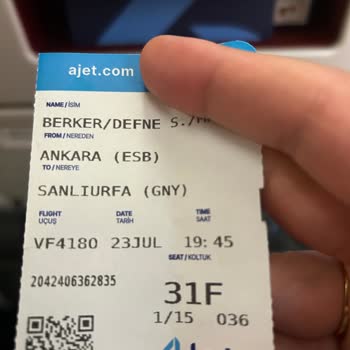 ajet.com
NAME / İSİM
BERKER/DEFNE S./
FROM / NEREDEN
ANKARA (ESB)
TO / NEREYE
SANLIURFA (GNY)
FLIGHT DATE TIME
UÇUŞ TARİH SAAT
VF4180 23JUL 19:45
SEAT / KOLTUK
2042406362835
31F
1/15 036